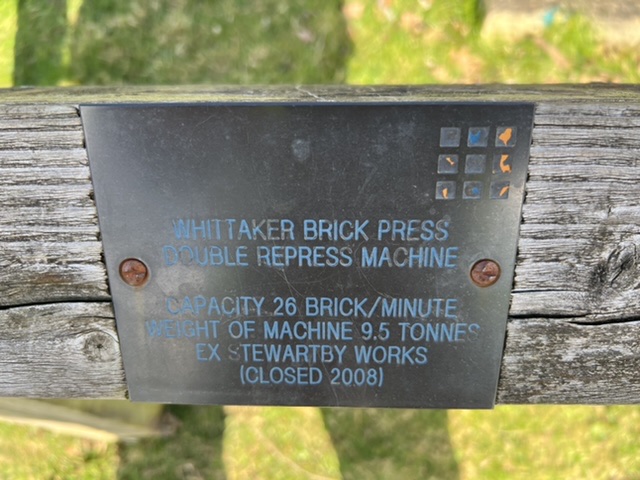 WHITTAKER BRICK PRESS
DOUBLE REPRESS MACHINE
CAPACITY 26 BRICK/MINUTE
WEIGHT OF MACHINE 9.5 TONNES
EX STEWARTBY WORKS
(CLOSED 2008)